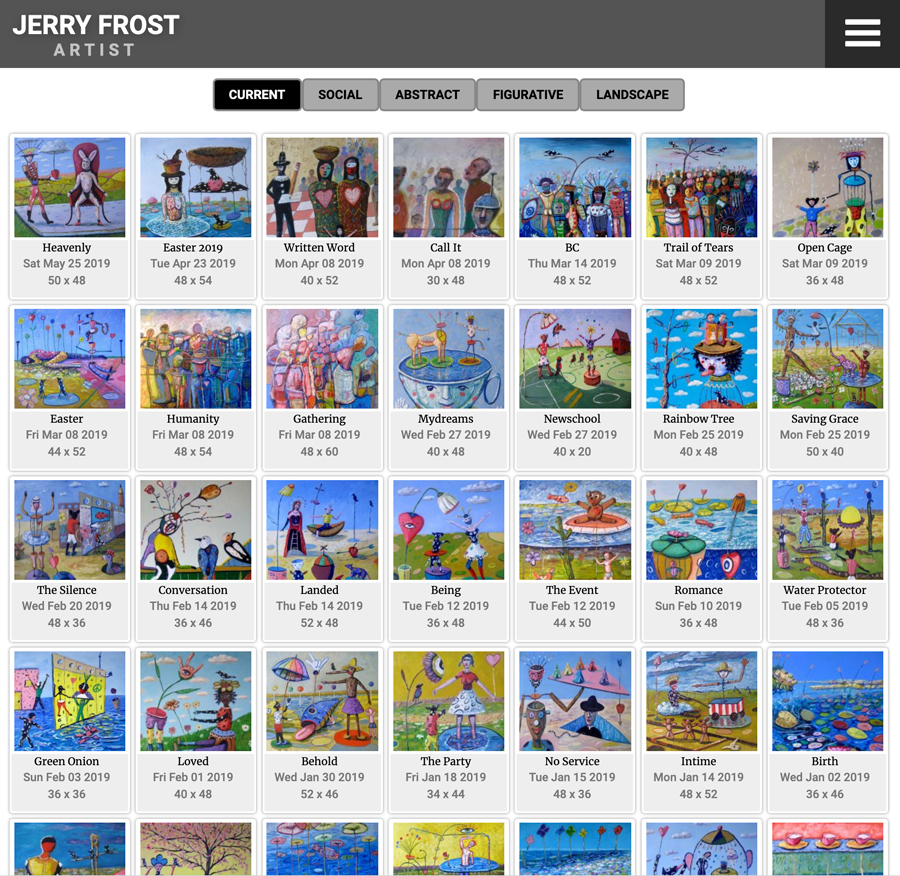 JERRY FROST
ARTIST
CURRENT SOCIAL ABSTRACT FIGURATIVE LANDSCAPE
Heavenly Easter 2019 Written Word Call It BC Trail of Tears Open Cage
Sat May 25 2019 Tue Apr 23 2019 Mon Apr 08 2019 Mon Apr 08 2019 Thu Mar 14 2019 Sat Mar 09 2019 Sat Mar 09 2019
50 x 48 48 x 54 40 x 52 30 x 48 48 x 52 48 x 52 36 x 48
Easter Humanity Gathering Mydreams Newschool Rainbow Tree Saving Grace
Fri Mar 08 2019 Fri Mar 08 2019 Fri Mar 08 2019 Wed Feb 27 2019 Wed Feb 27 2019 Mon Feb 25 2019 Mon Feb 25 2019
44 x 52 48 x 54 48 x 60 40 x 48 40 x 20 40 x 48 50 x 40
The Silence Conversation Landed Being The Event Romance Water Protector
Wed Feb 20 2019 Thu Feb 14 2019 Thu Feb 14 2019 Tue Feb 12 2019 Tue Feb 12 2019 Sun Feb 10 2019 Tue Feb 05 2019
48 x 36 36 x 46 52 x 48 36 x 48 44 x 50 36 x 48 48 x 36
Green Onion Loved Behold The Party No Service Intime Birth
Sun Feb 03 2019 Fri Feb 01 2019 Wed Jan 30 2019 Fri Jan 18 2019 Tue Jan 15 2019 Mon Jan 14 2019 Wed Jan 02 2019
36 x 36 40 x 48 52 x 46 34 x 44 48 x 36 48 x 52 36 x 46